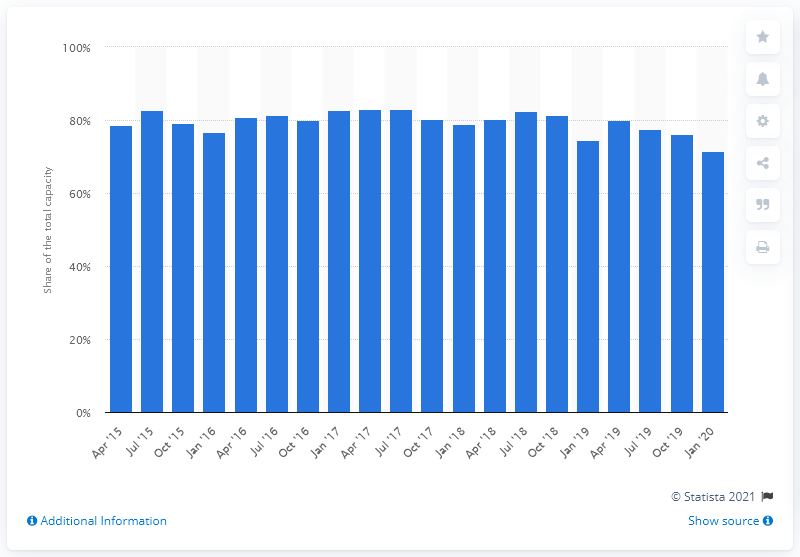 100%
80%
60%
40%
20%
0%
Share of the total capacity
Apr '15
Jul '15
Oct '15
Jan '16
Apr '16
Jul '16
Oct '16
Jan '17
Apr '17
Jul '17
Oct '17
Jan '18
Apr '18
Jul '18
Oct '18
Jan '19
Apr '19
Jul '19
Oct '19
Jan '20
© Statista 2021
Additional Information
Show source